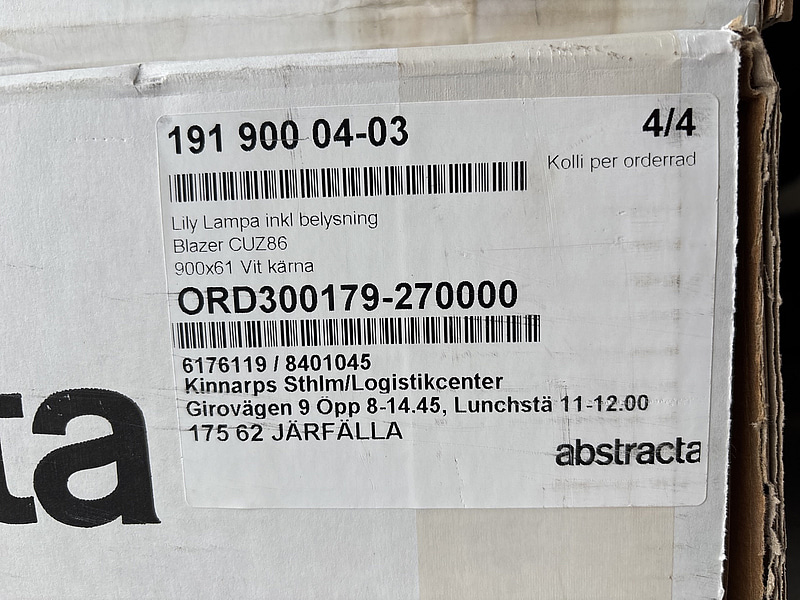 191 900 04-03
4/4
Kolli per orderrad
Lily Lampa inkl belysning
Blazer CUZ86
900x61 Vit kärna
ORD300179-270000
6176119 / 8401045
Kinnarps Sthlm/Logistikcenter
Girovägen 9 Öpp 8-14.45, Lunchstä 11-12.00
175 62 JÄRFÄLLA
abstracta
ta